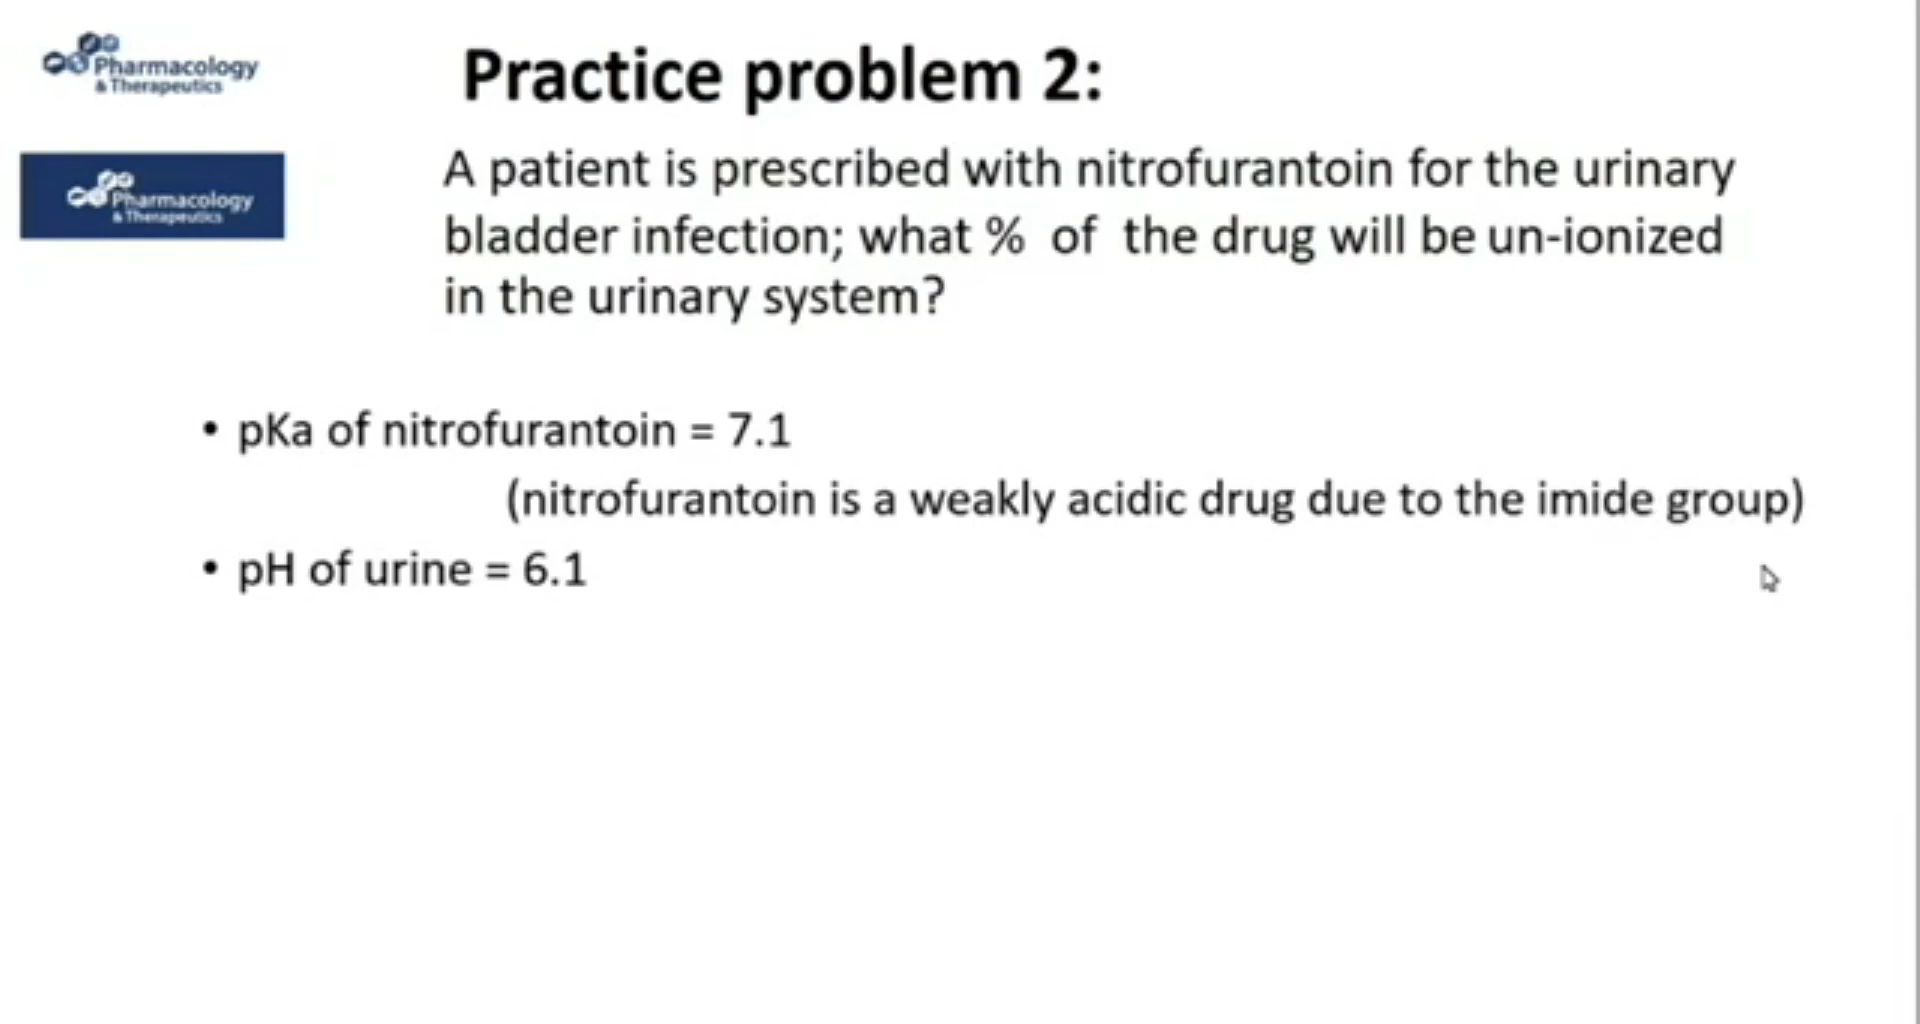 Pharmacology
& Therapeutics
Practice problem 2:
Pharmacology
& Therapeutics
A patient is prescribed with nitrofurantoin for the urinary
bladder infection; what % of the drug will be un-ionized
in the urinary system?
• pKa of nitrofurantoin = 7.1
(nitrofurantoin is a weakly acidic drug due to the imide group)
• pH of urine = 6.1